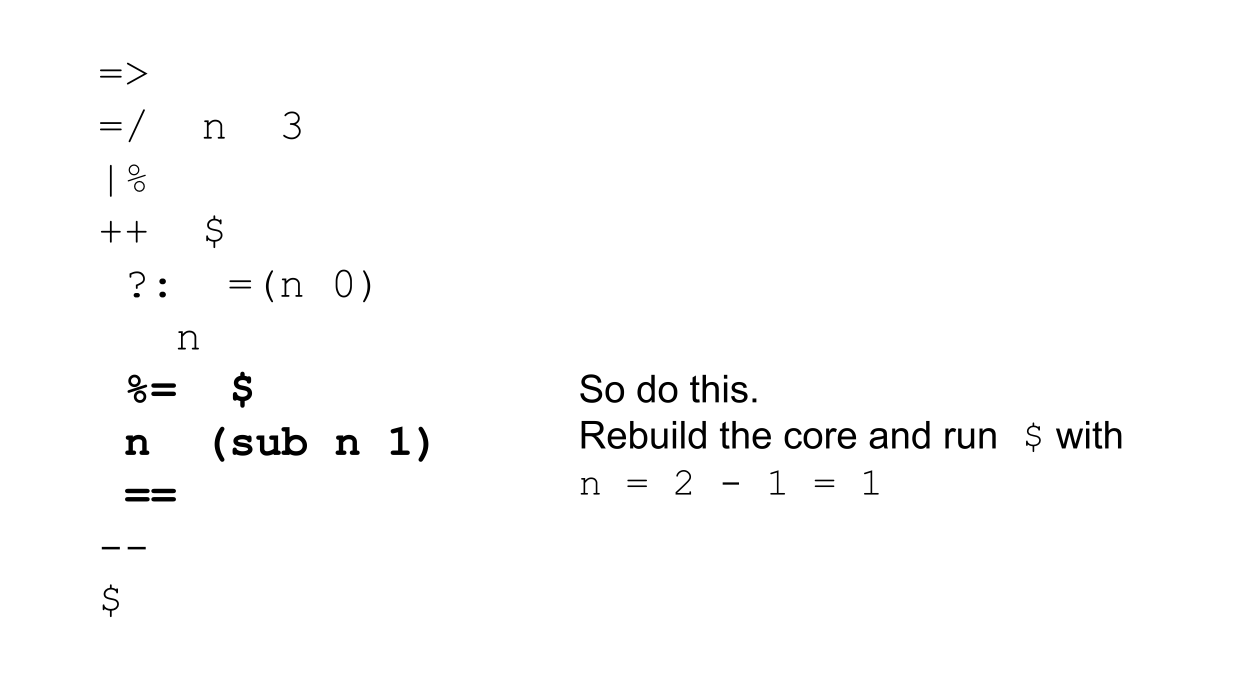 =>
=/  n  3
|%
++  $
 ?:  =(n 0)
   n
 %=  $
 n  (sub n 1)
 ==
--
$
So do this.
Rebuild the core and run $ with
n = 2 - 1 = 1